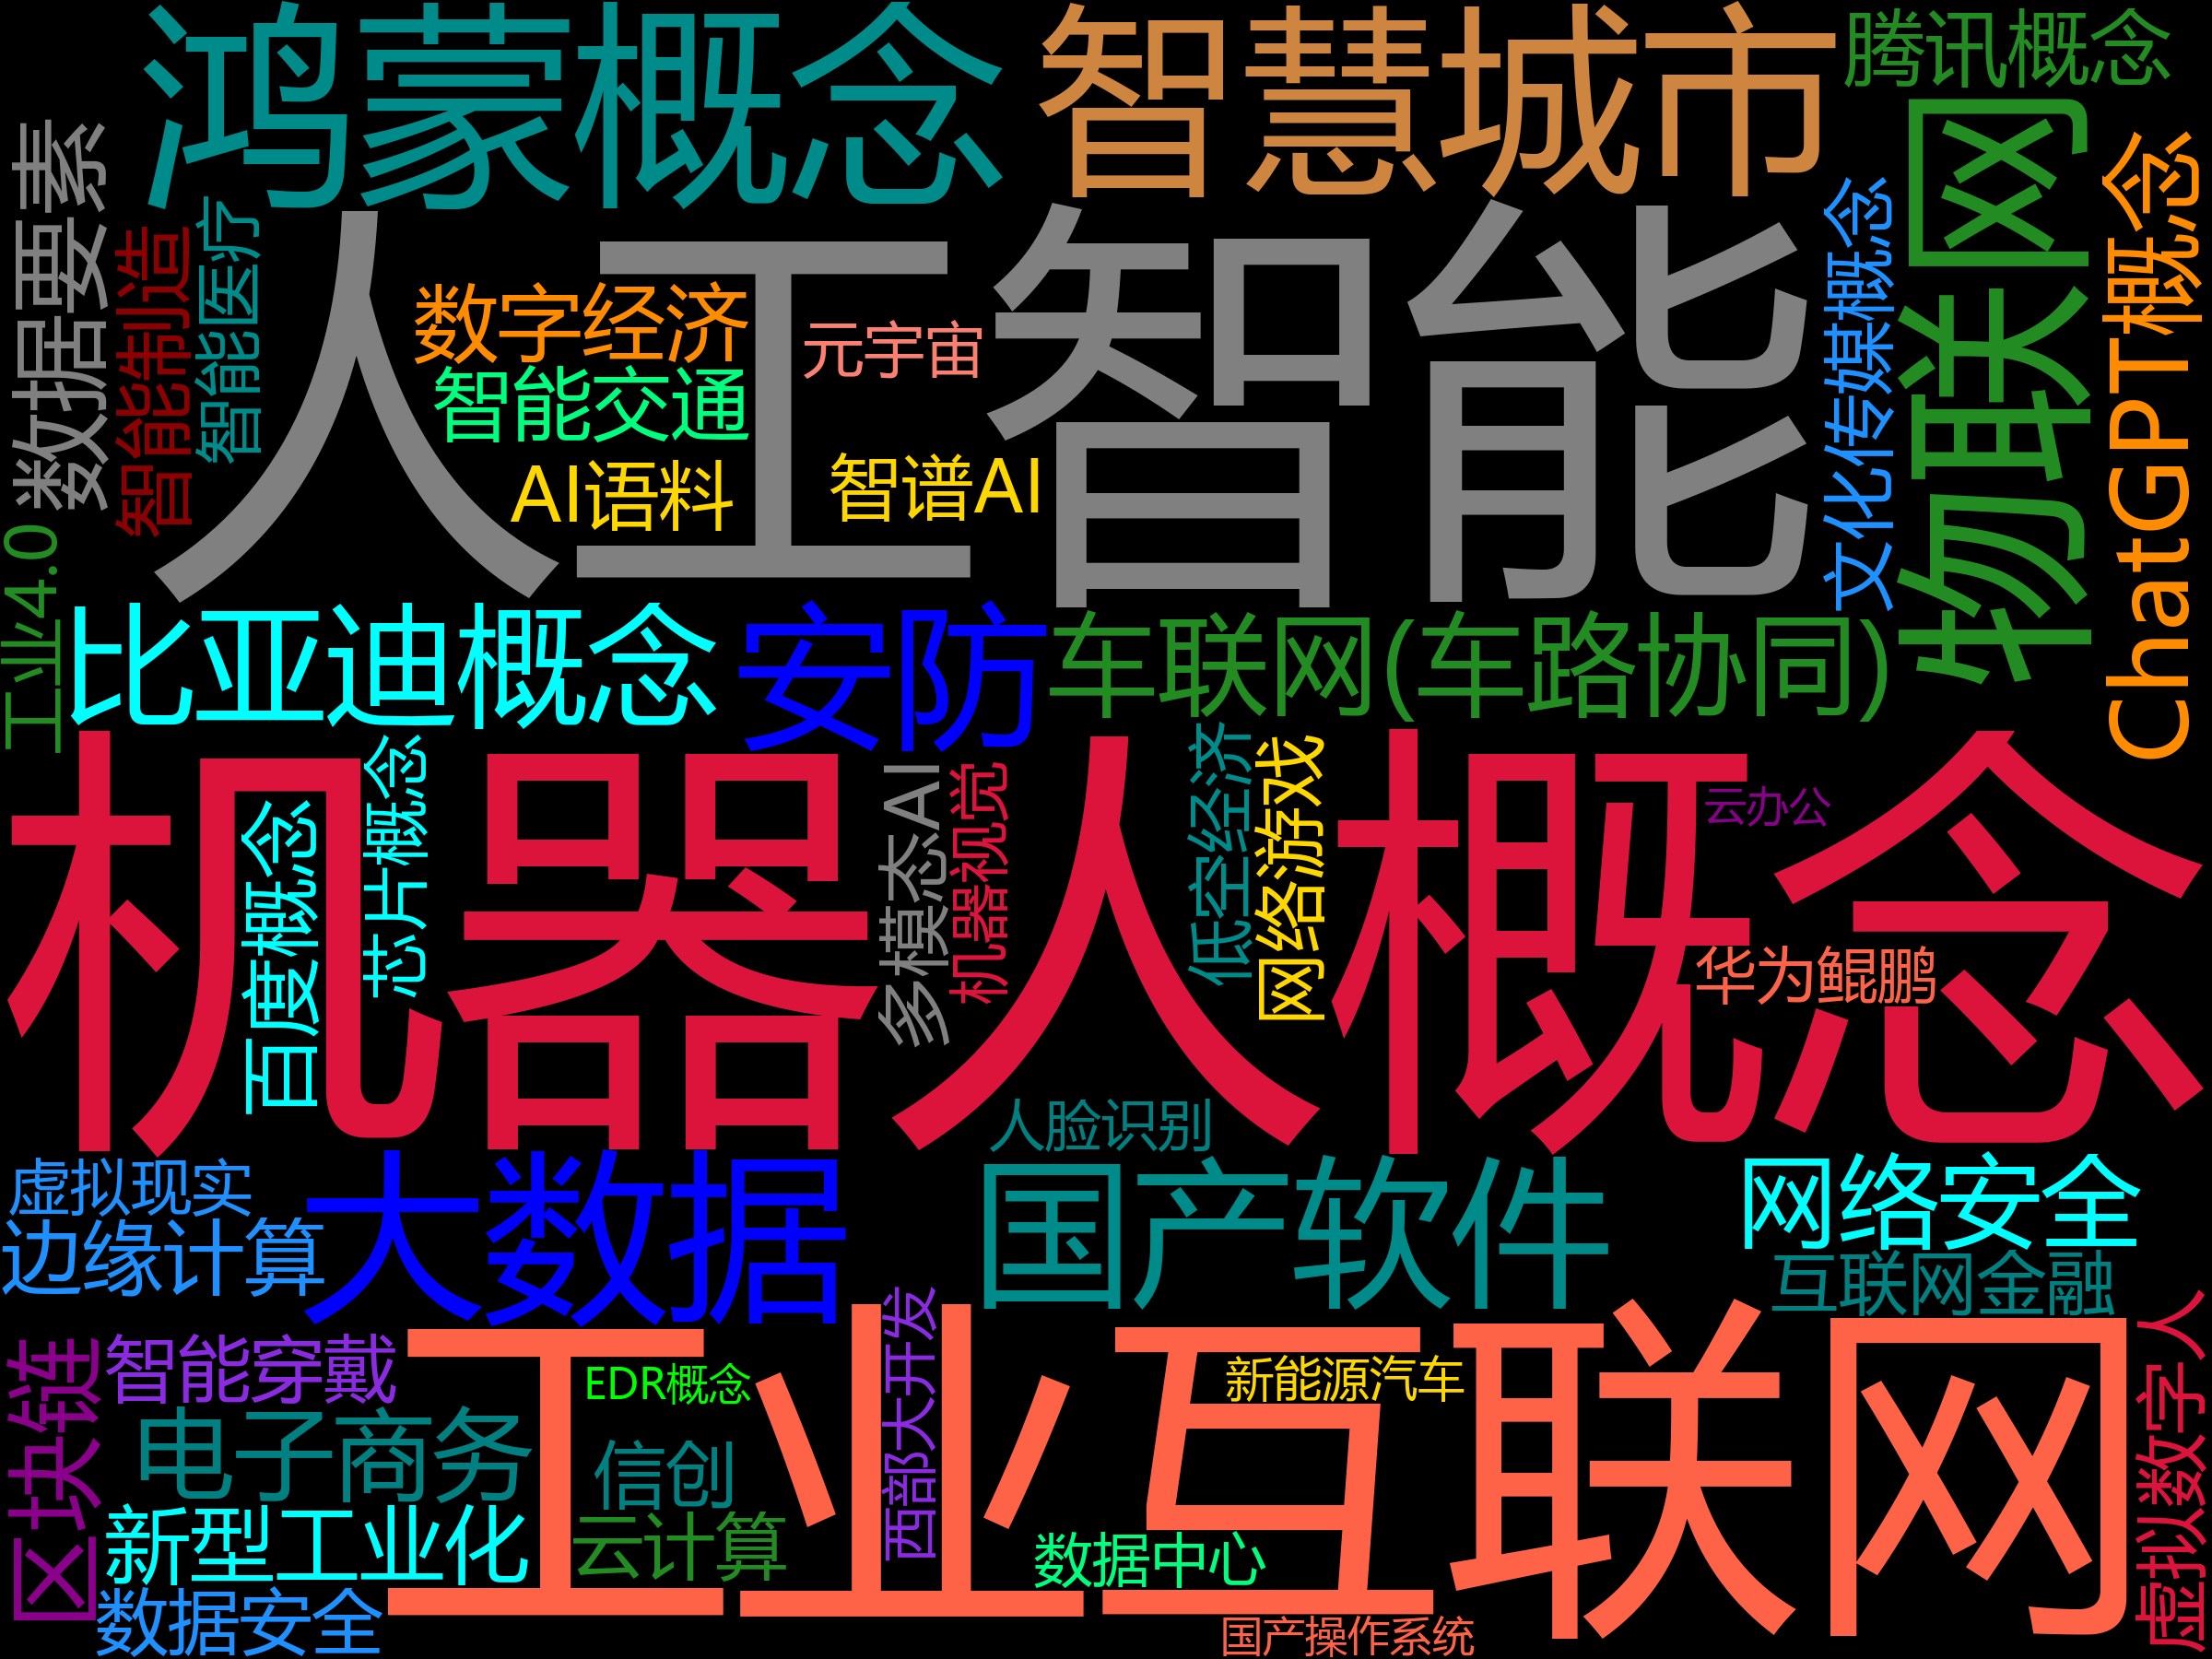 鸿蒙概念
智慧城市
腾讯概念
数据要素
智能制造
智能医疗
人工智能
数字经济
元宇宙
智能交通
智谱AI
AI语料
文化传媒概念
物联网
ChatGPT概念
工业4.0
比亚迪概念
安防
车联网(车路协同)
机器人概念
百度概念
芯片概念
多模态AI
机器视觉
低空经济
网络游戏
云办公
华为鲲鹏
人脸识别
虚拟现实
边缘计算
大数据
国产软件
网络安全
互联网金融
区块链
智能穿戴
EDR概念
西部大开发
新能源汽车
工业互联网
虚拟数字人
电子商务
信创
新型工业化
云计算
数据中心
数据安全
国产操作系统